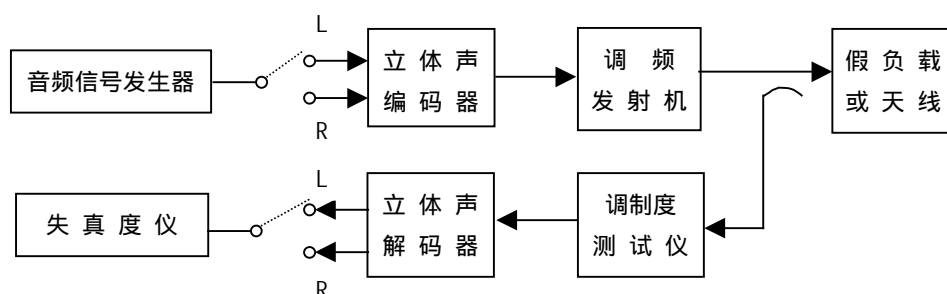 L
音频信号发生器
立体声
编码器
调频
发射机
假负载
或天线
R
L
失真度仪
立体声
解码器
调制度
测试仪
R